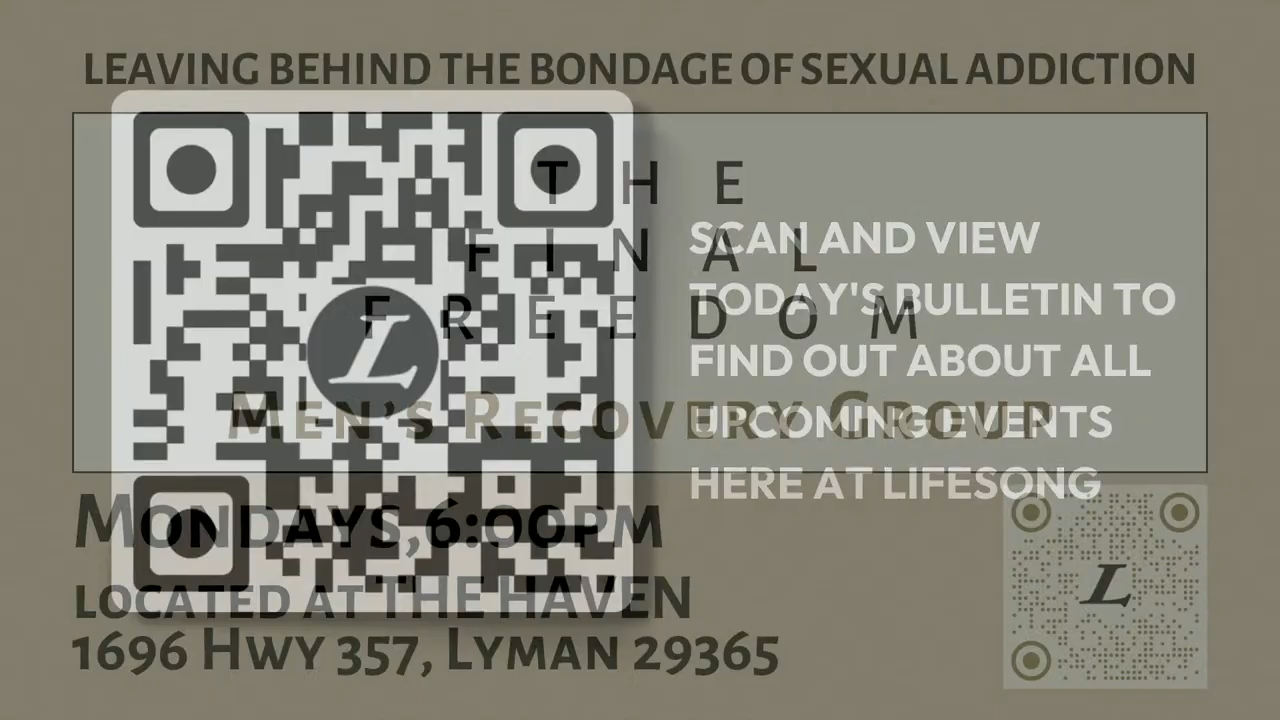 LEAVING BEHIND THE BONDAGE OF SEXUAL ADDICTION
THE
FINAL
FREEDOM
MEN'S RECOVERY GROUP
MONDAYS, 6:00PM
LOCATED AT THE HAVEN
1696 HWY 357, LYMAN 29365
SCAN AND VIEW
TODAY'S BULLETIN TO
FIND OUT ABOUT ALL
UPCOMING EVENTS
HERE AT LIFESONG
L
L